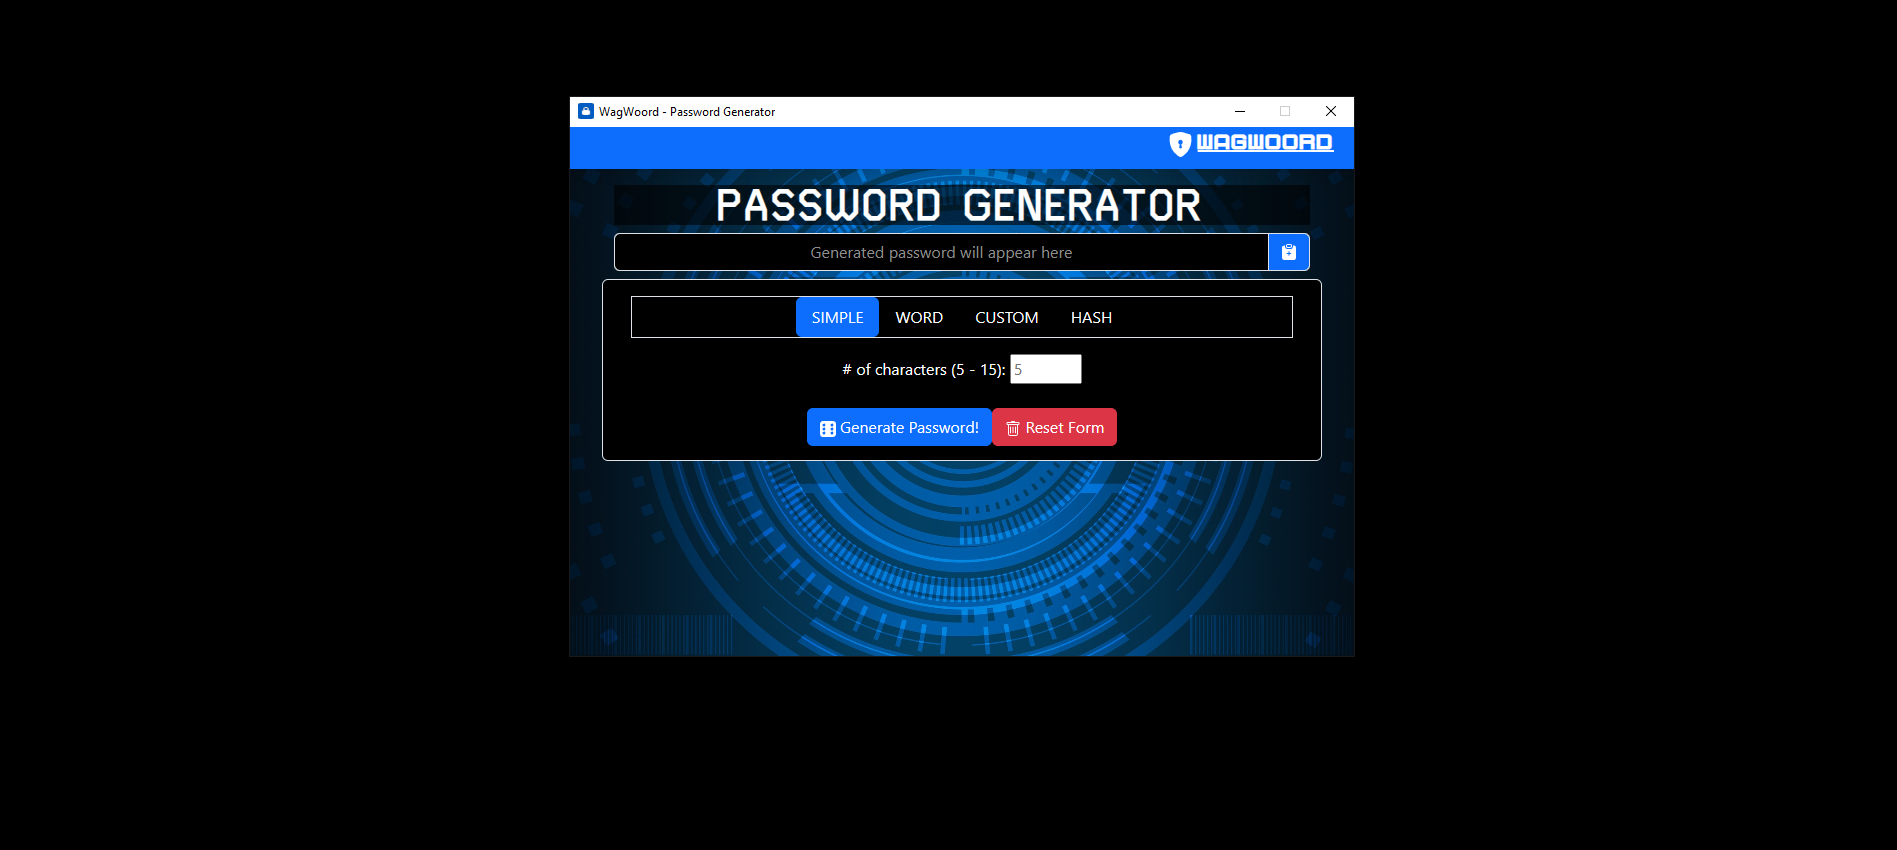 WagWoord - Password Generator
WAGWOORD
PASSWORD GENERATOR
Generated password will appear here
SIMPLE WORD CUSTOM HASH
# of characters (5 - 15): 5
Generate Password! Reset Form